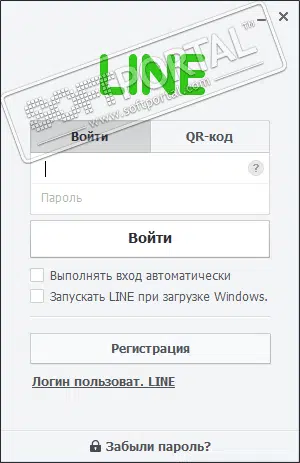 LINE
SOFTPORTAL™
www.softportal.com
Войти
QR-код
?
Пароль
Войти
Выполнять вход автоматически
Запускать LINE при загрузке Windows.
Регистрация
Логин пользоват. LINE
Забыли пароль?